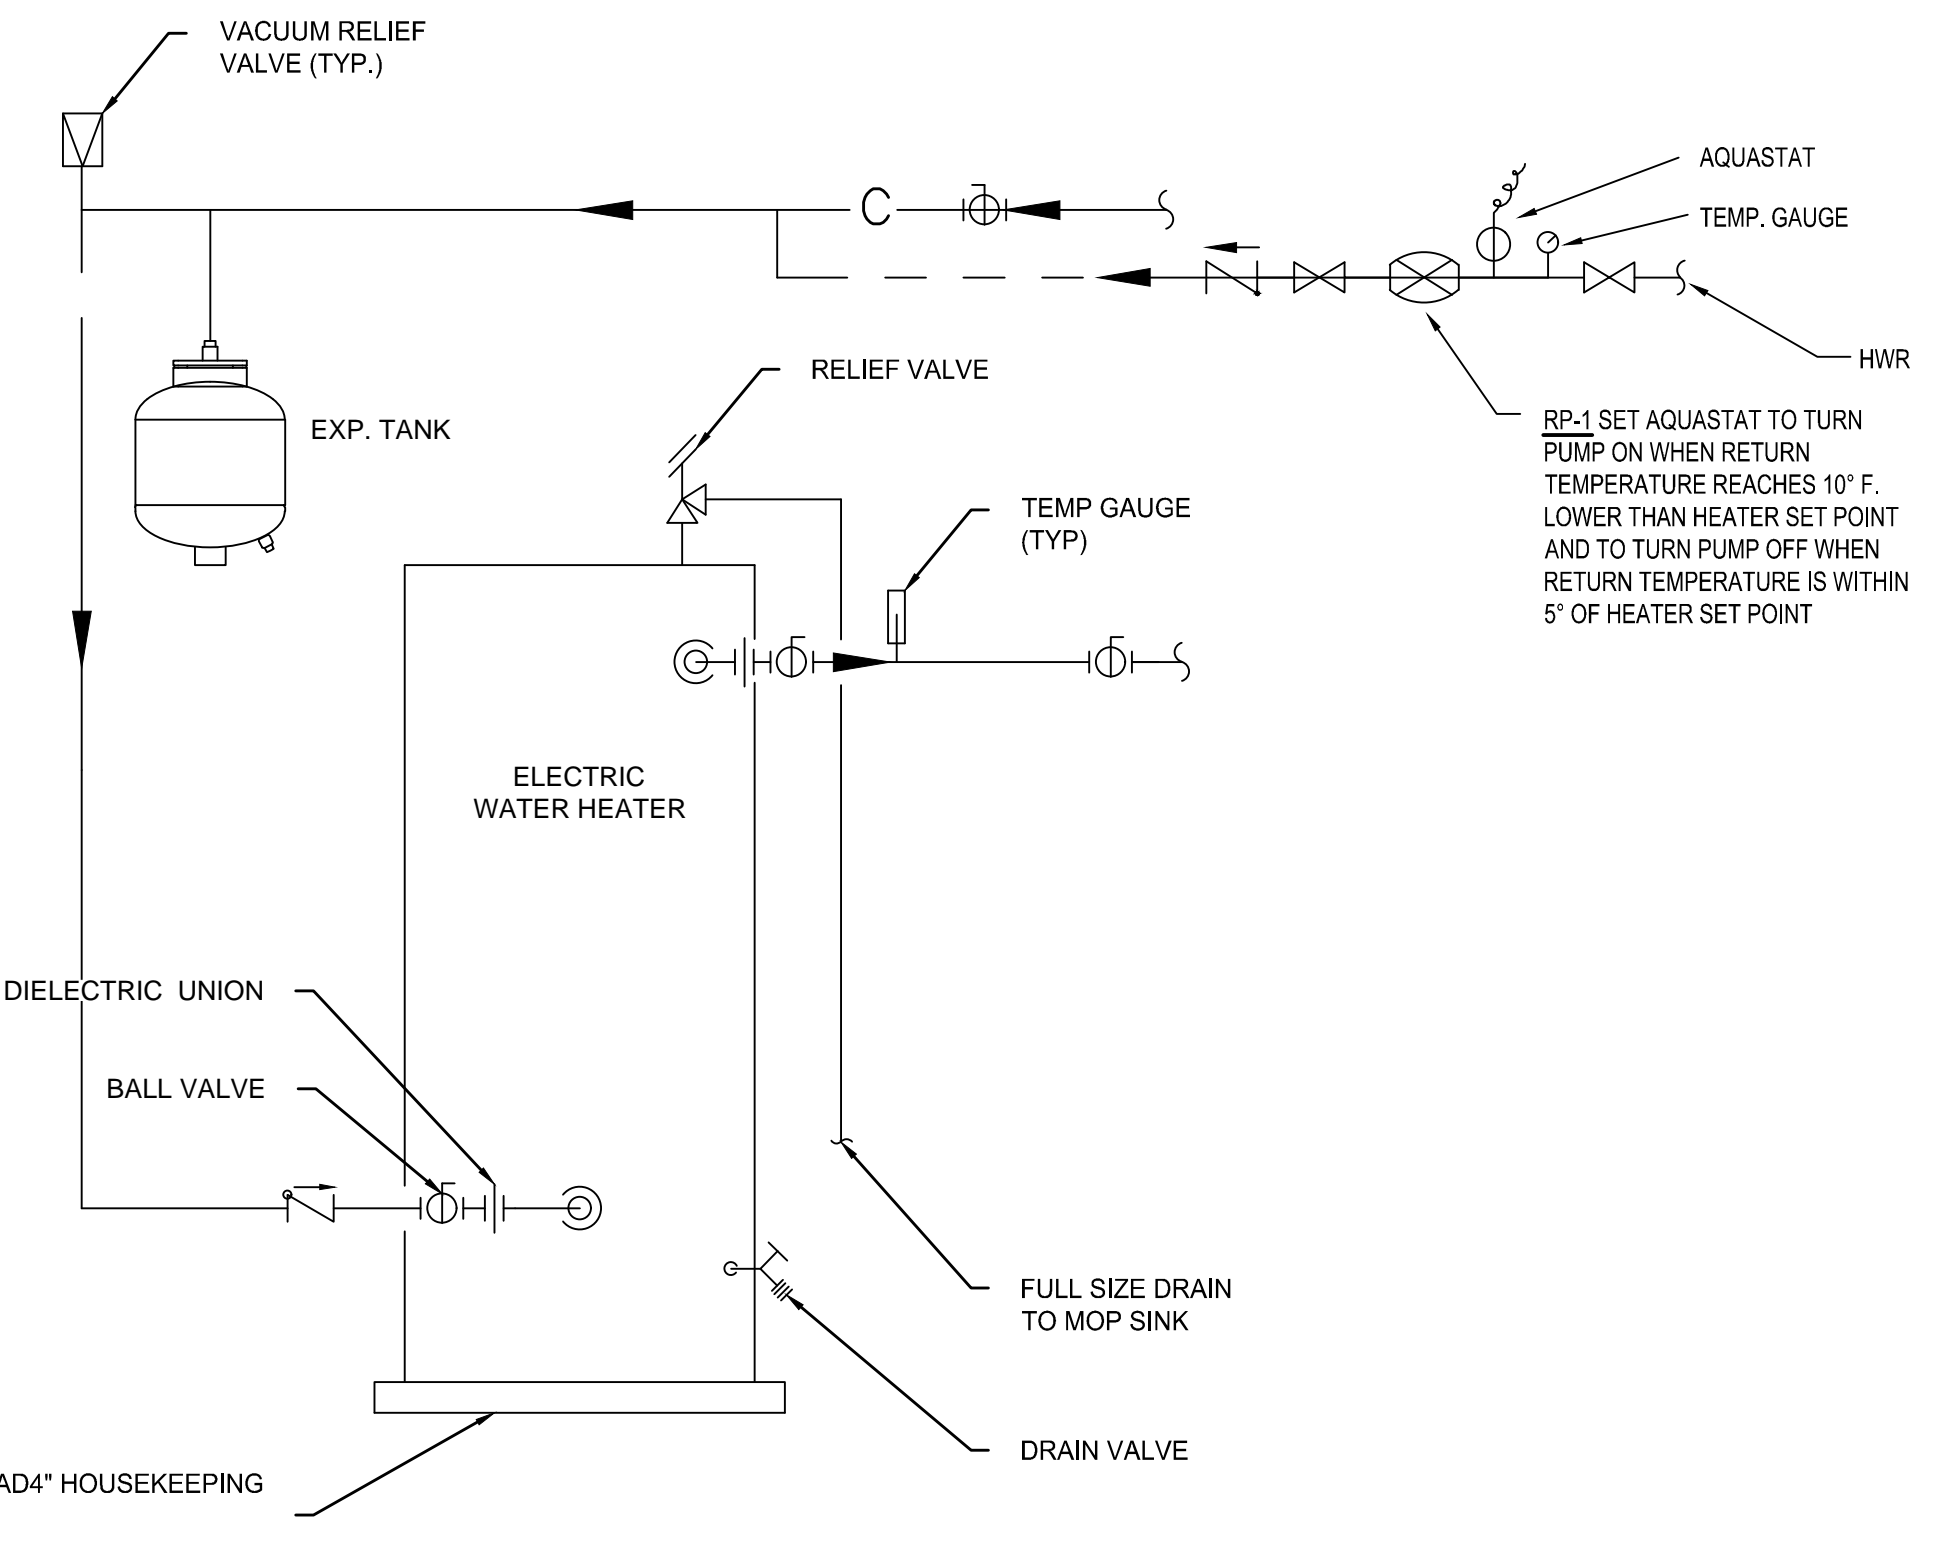 VACUUM RELIEF
VALVE (TYP.)
C
AQUASTAT
TEMP. GAUGE
HWR
RELIEF VALVE
EXP. TANK
RP-1 SET AQUASTAT TO TURN
PUMP ON WHEN RETURN
TEMPERATURE REACHES 10° F.
LOWER THAN HEATER SET POINT
AND TO TURN PUMP OFF WHEN
RETURN TEMPERATURE IS WITHIN
5° OF HEATER SET POINT
TEMP GAUGE
(TYP)
ELECTRIC
WATER HEATER
DIELECTRIC UNION
BALL VALVE
FULL SIZE DRAIN
TO MOP SINK
DRAIN VALVE
AD4" HOUSEKEEPING